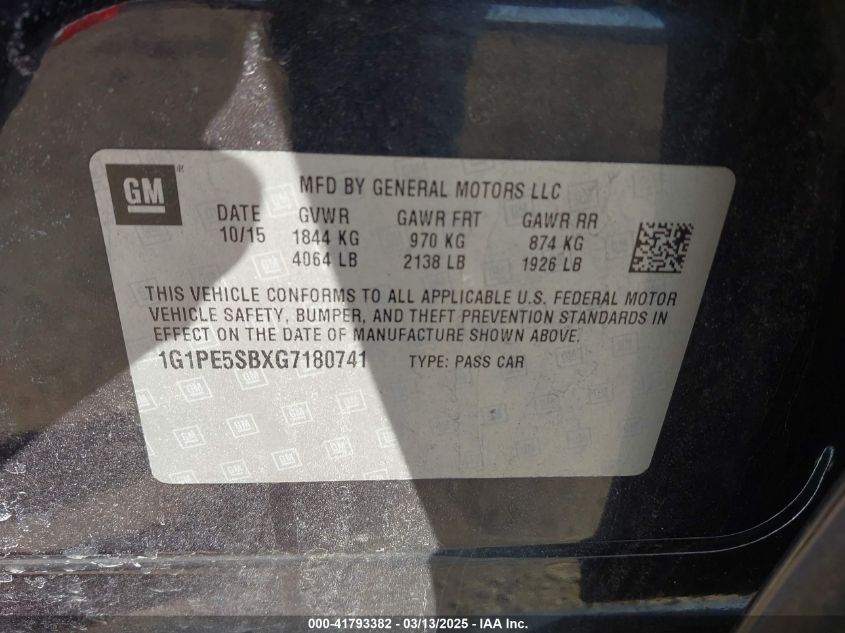 GM ®
MFD BY GENERAL MOTORS LLC
DATE GVWR GAWR FRT GAWR RR
10/15 1844 KG 970 KG 874 KG
4064 LB 2138 LB 1926 LB
THIS VEHICLE CONFORMS TO ALL APPLICABLE U.S. FEDERAL MOTOR
VEHICLE SAFETY, BUMPER, AND THEFT PREVENTION STANDARDS IN
EFFECT ON THE DATE OF MANUFACTURE SHOWN ABOVE.
1G1PE5SBXG7180741 TYPE: PASS CAR
000-41793382 / 03/13/2025 / © IAA, LLC